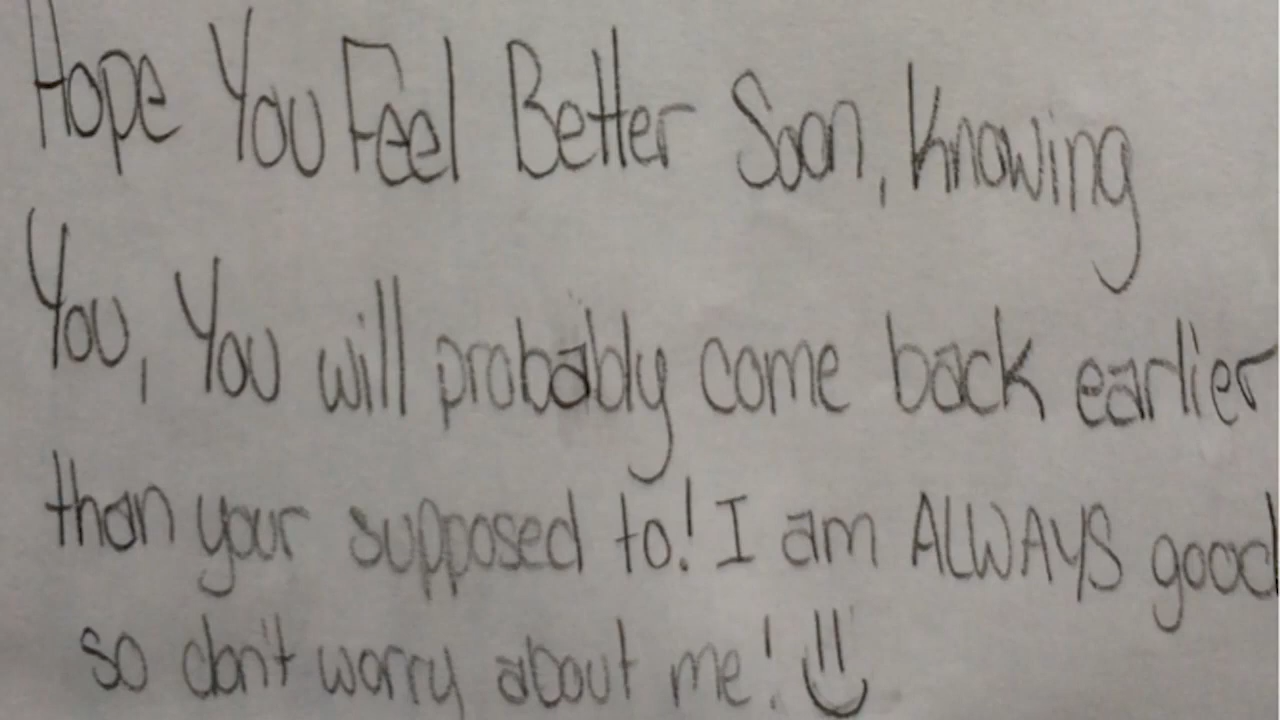 Hope You Feel Better Soon, Knowing
You, You will probably come back earlier
than your supposed to! I am ALWAYS good
so don't worry about me!